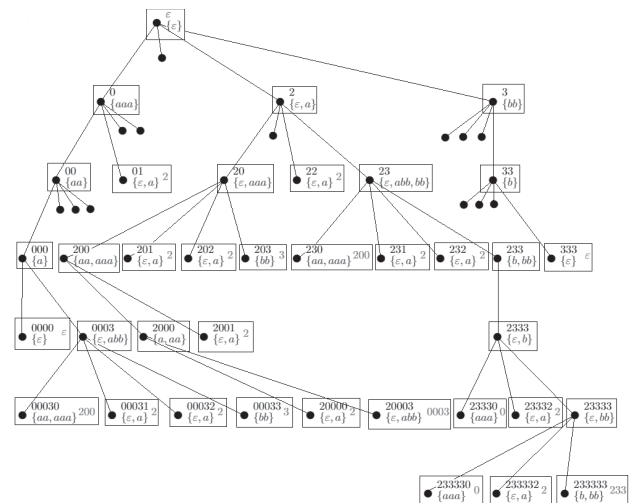 ε
{ε}
0
{aaa}
2
{ε, a}
3
{bb}
00
{aa}
01
{ε, a} 2
20
{ε, aaa}
22
{ε, a} 2
23
{ε, abb, bb}
33
{b}
000
{a}
200
{aa, aaa}
201
{ε, a} 2
202
{ε, a} 2
203
{bb} 3
230
{aa, aaa} 200
231
{ε, a} 2
232
{ε, a} 2
233
{b, bb}
333
{ε} ε
0000
{ε} ε
0003
{ε, abb}
2000
{a, aa}
2001
{ε, a} 2
2333
{ε, b}
00030
{aa, aaa} 200
00031
{ε, a} 2
00032
{ε, a} 2
00033
{bb} 3
20000
{ε, a} 2
20003
{ε, abb} 0003
23330
{aaa} 0
23332
{ε, a} 2
23333
{ε, bb}
233330
{aaa} 0
233332
{ε, a} 2
233333
{b, bb} 233